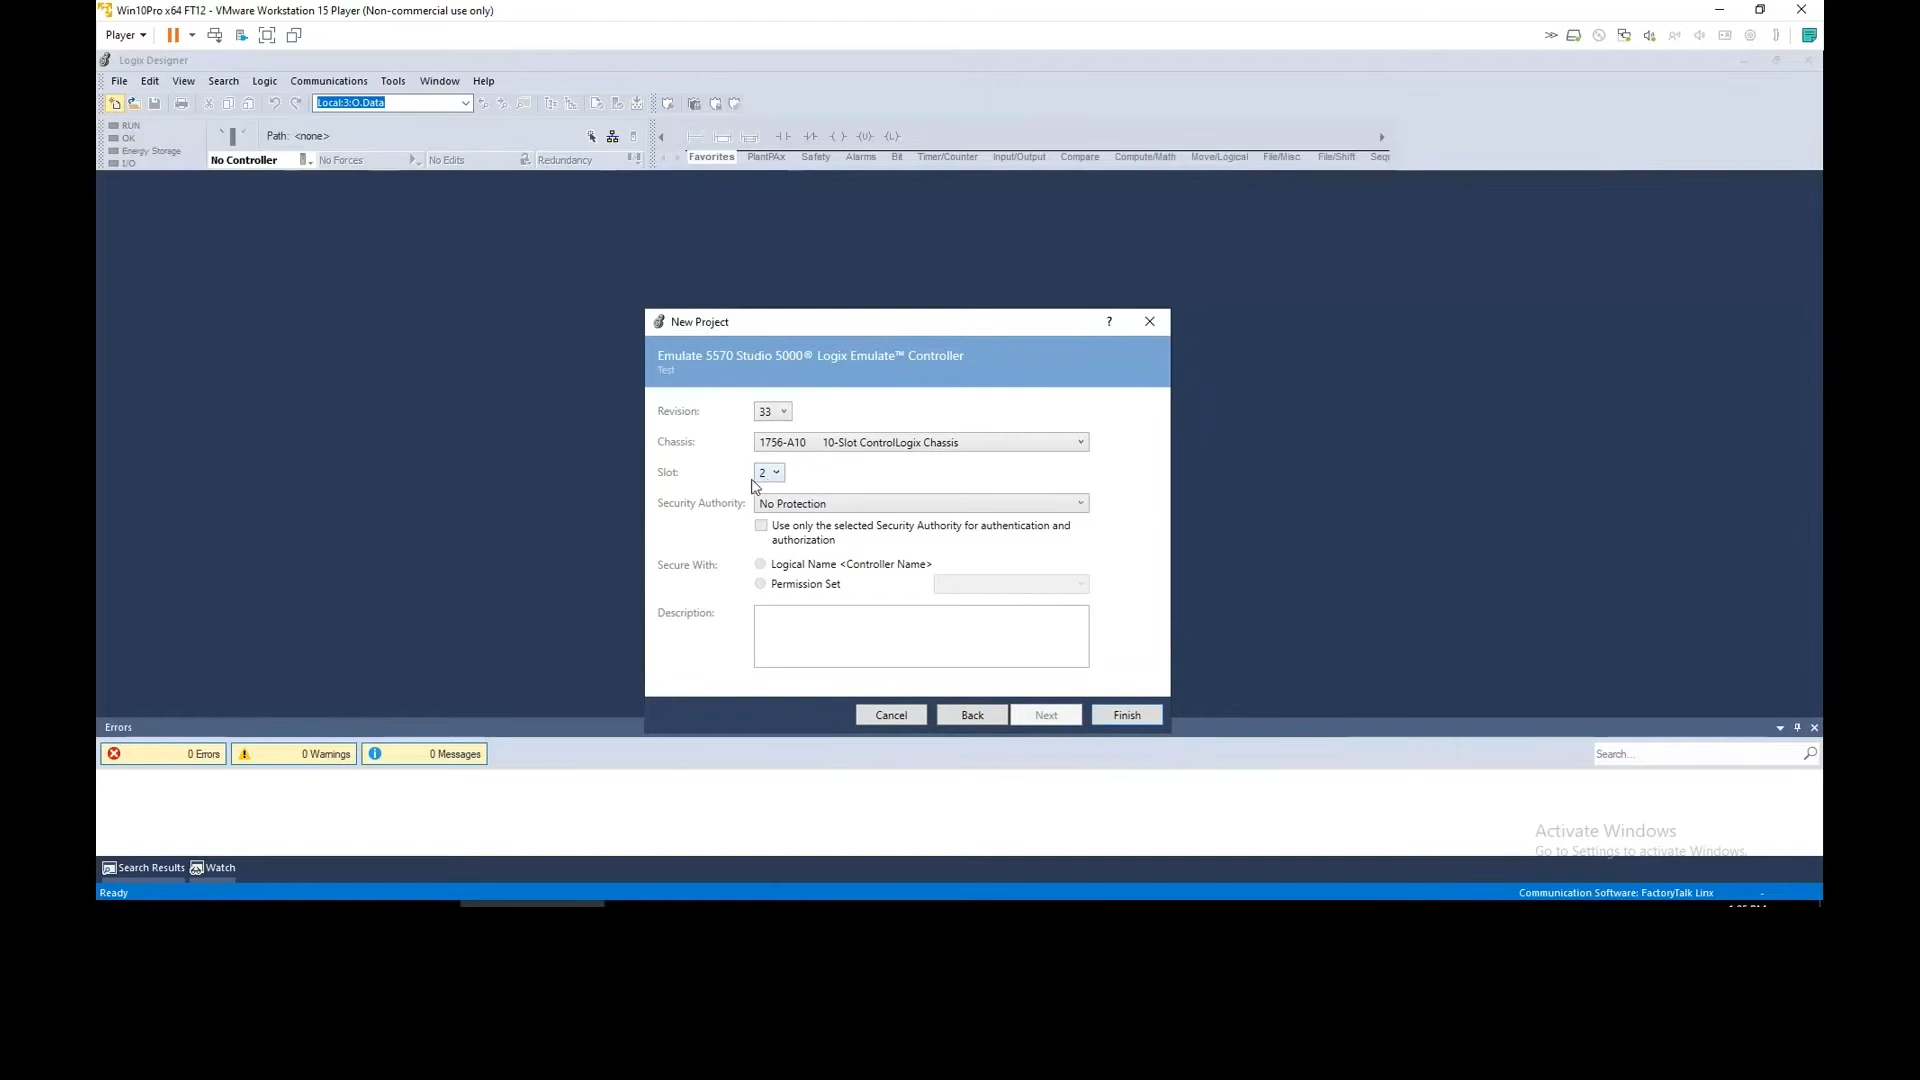 Win10Pro x64 FT12 - VMware Workstation 15 Player (Non-commercial use only)
Player
Logix Designer
File Edit View Search Logic Communications Tools Window Help
Local:3:O.Data
RUN
OK
Energy Storage
I/O
Path: <none>
No Controller No Forces No Edits Redundancy
Favorites PlantPAx Safety Alarms Bit Timer/Counter Input/Output Compare Compute/Math Move/Logical File/Misc. File/Shift
New Project
Emulate 5570 Studio 5000® Logix Emulate™ Controller
Test
Revision: 33
Chassis: 1756-A10 10-Slot ControlLogix Chassis
Slot: 2
Security Authority: No Protection
Use only the selected Security Authority for authentication and
authorization
Secure With: Logical Name <Controller Name>
Permission Set
Description:
Cancel Back Next Finish
Errors
0 Errors 0 Warnings 0 Messages
Search...
Activate Windows
Go to Settings to activate Windows.
Search Results Watch
Ready
Communication Software: FactoryTalk Linx